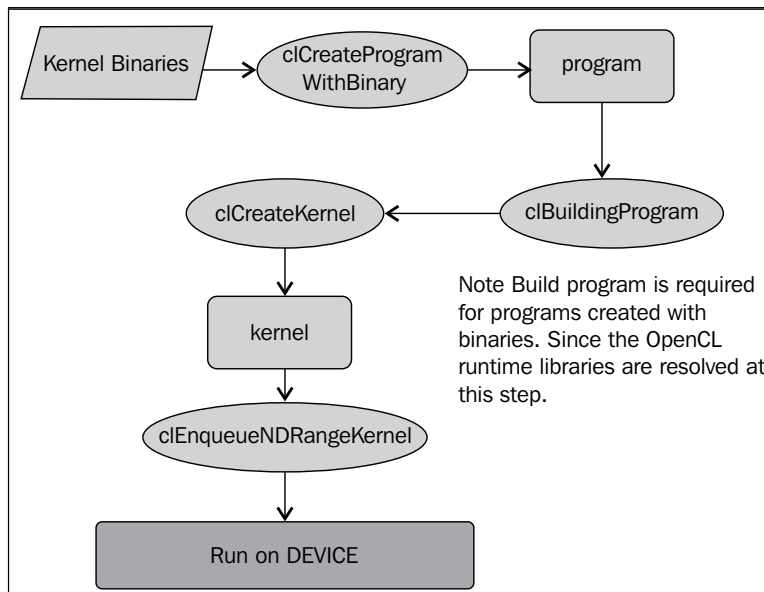 Kernel Binaries
clCreateProgram
WithBinary
program
clCreateKernel
clBuildingProgram
Note Build program is required
for programs created with
binaries. Since the OpenCL
runtime libraries are resolved at
this step.
kernel
clEnqueueNDRangeKernel
Run on DEVICE